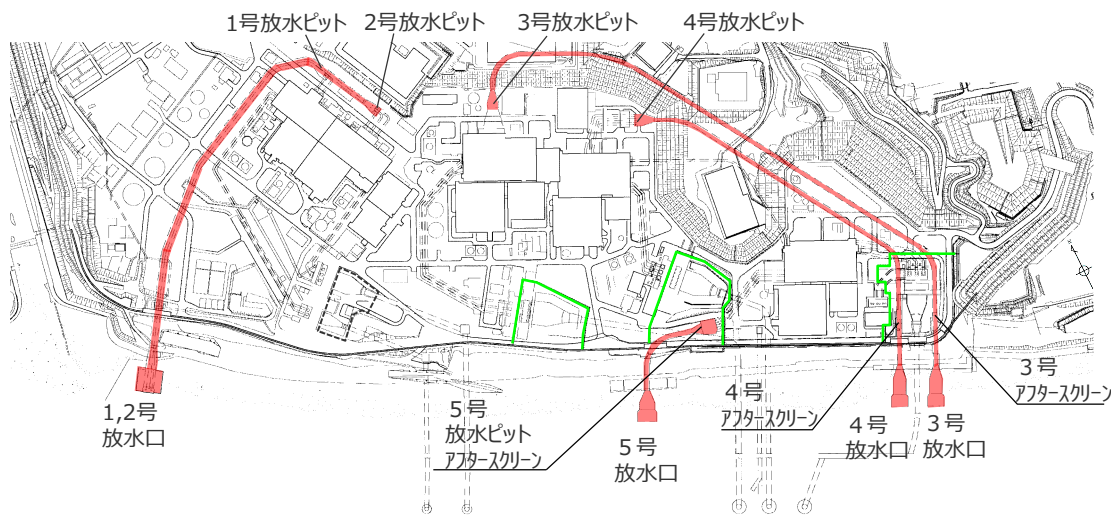 1号放水ピット
2号放水ピット
3号放水ピット
4号放水ピット
1,2号
放水口
5号
放水ピット
アフタースクリーン
5号
放水口
4号
アフタースクリーン
4号
放水口
3号
放水口
3号
アフタースクリーン
N